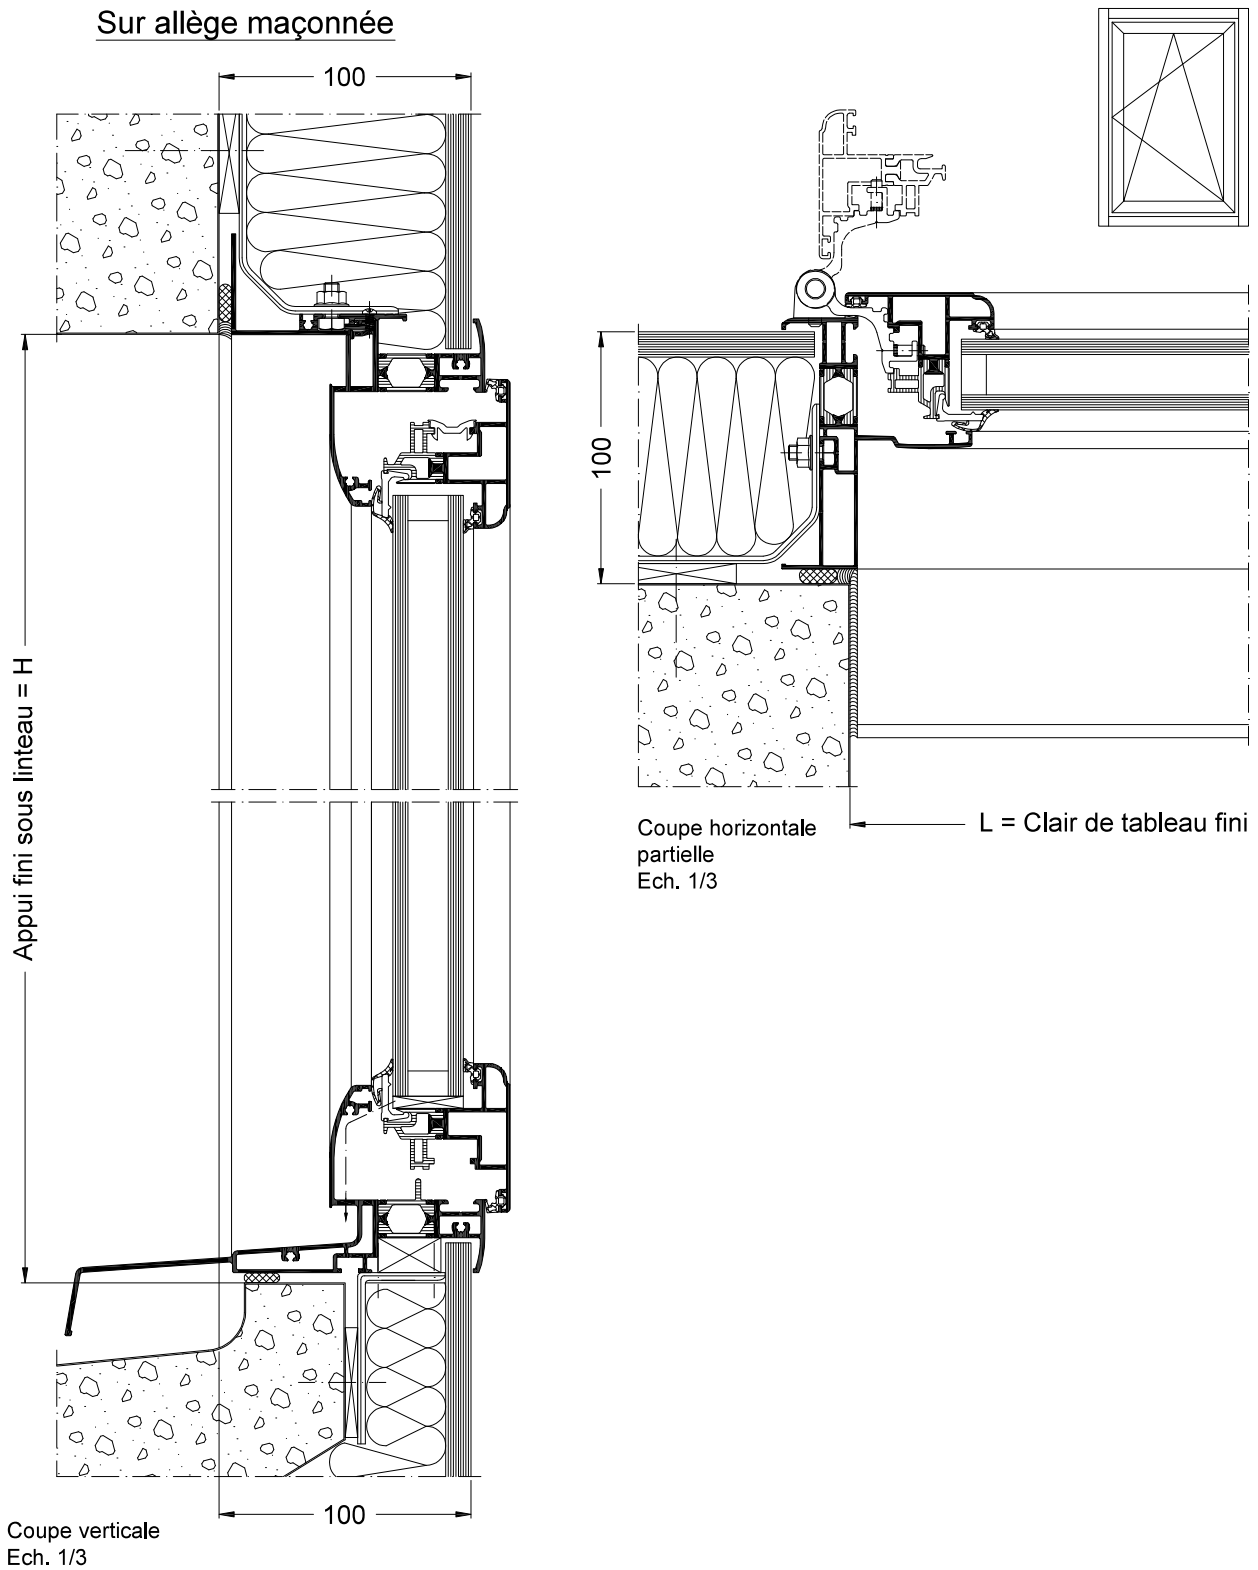 Sur allège maçonnée
100
100
Appui fini sous linteau = H
L = Clair de tableau fini
Coupe horizontale
partielle
Ech. 1/3
100
Coupe verticale
Ech. 1/3